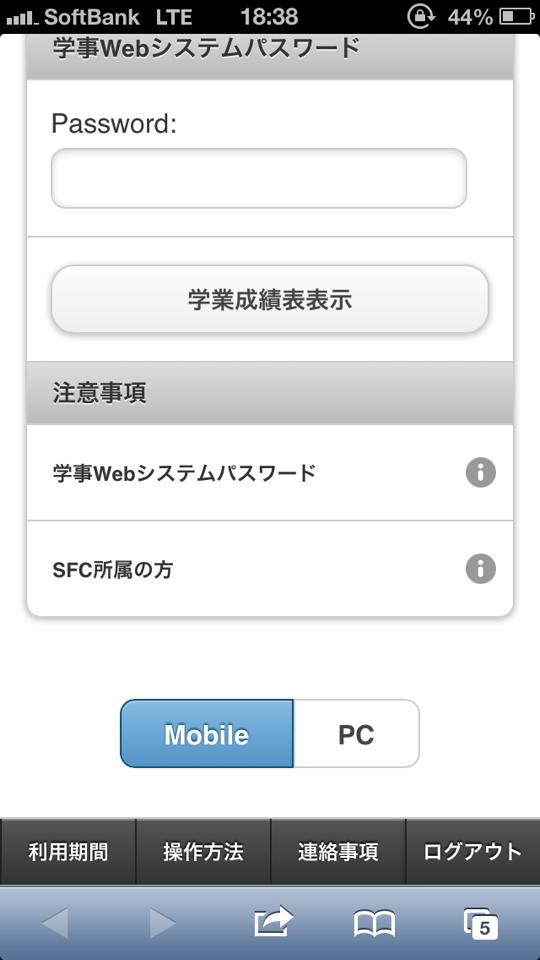 SoftBank LTE 18:38 44%
学事Webシステムパスワード
Password:
学業成績表表示
注意事項
学事Webシステムパスワード
SFC所属の方
Mobile PC
利用期間 操作方法 連絡事項 ログアウト
5